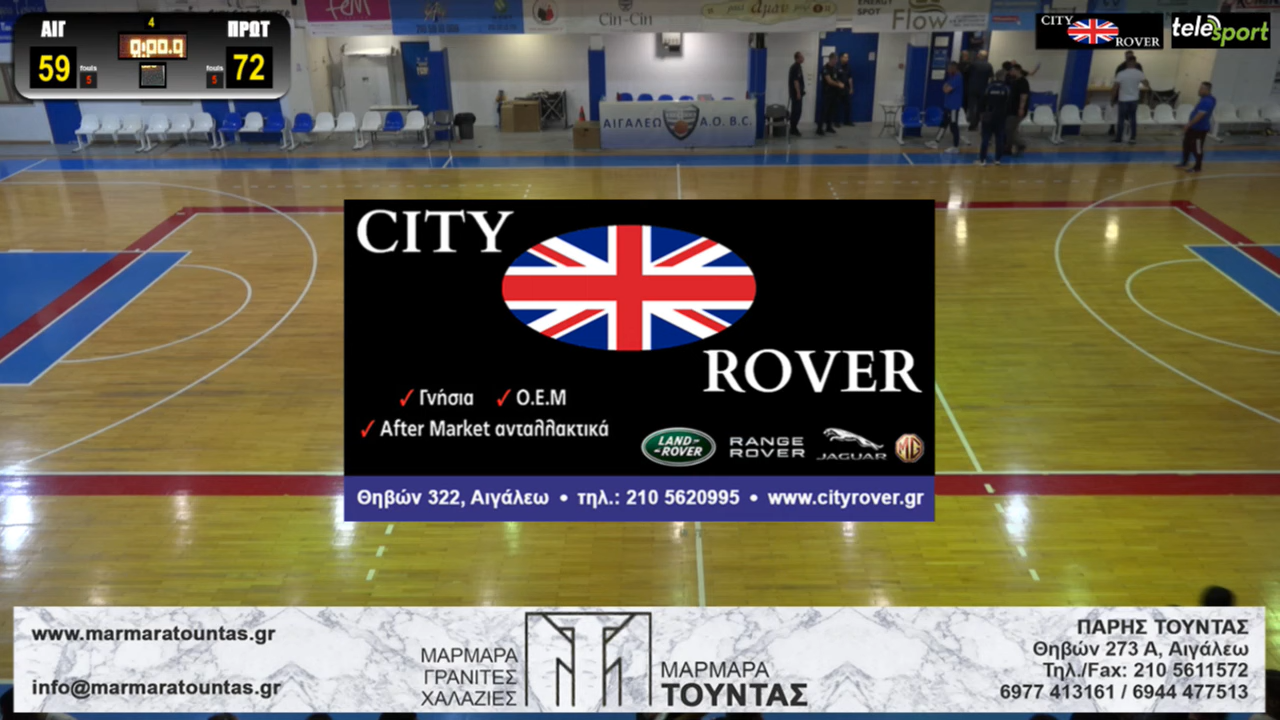 ΑΙΓ
4
ΠΡΩΤ
59
fouls
5
0:00.0
fouls
5
72
CITY
ROVER
telesport
fem
Cin-Cin
Flow
ΑΙΓΑΛΕΩ Α.Ο. B.C.
CITY
ROVER
✓ Γνήσια ✓ O.E.M
✓ After Market ανταλλακτικά
LAND-
-ROVER
RANGE
ROVER
JAGUAR
MG
Θηβών 322, Αιγάλεω • τηλ.: 210 5620995 • www.cityrover.gr
www.marmaratountas.gr
info@marmaratountas.gr
ΜΑΡΜΑΡΑ
ΓΡΑΝΙΤΕΣ
ΧΑΛΑΖΙΕΣ
ΜΑΡΜΑΡΑ
ΤΟΥΝΤΑΣ
ΠΑΡΗΣ ΤΟΥΝΤΑΣ
Θηβών 273 Α, Αιγάλεω
Τηλ./Fax: 210 5611572
6977 413161 / 6944 477513